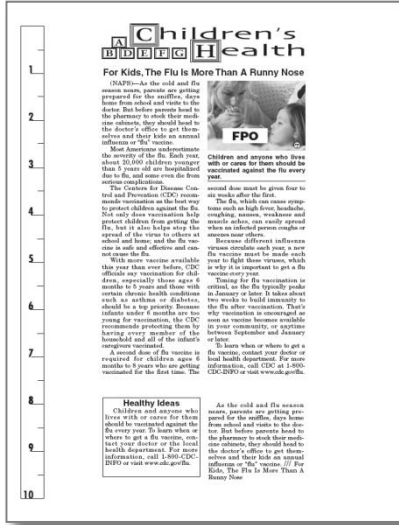 Children's
A B C D E F G Health
For Kids, The Flu Is More Than A Runny Nose
(NAPS)—As the cold and flu
season nears, parents are getting
prepared for the sniffles, days
home from school and visits to the
doctor. But before parents head to
the pharmacy to stock their medi-
cine cabinets, they should head to
the doctor's office to get them-
selves and their kids an annual
influenza or "flu" vaccine.
Most Americans underestimate
the severity of the flu. Each year,
about 20,000 children younger
than 5 years old are hospitalized
due to flu, and some even die from
serious complications.
The Centers for Disease Con-
trol and Prevention (CDC) recom-
mends vaccination as the best way
to protect children against the flu.
Not only does vaccination help
protect children from getting the
flu, but it also helps stop the
spread of the virus to others at
school and home; and the flu vac-
cine is safe and effective and can-
not cause the flu.
With more vaccine available
this year than ever before, CDC
officials say vaccination for chil-
dren, especially those ages 6
months to 5 years and those with
certain chronic health conditions
such as asthma or diabetes,
should be a top priority. Because
infants under 6 months are too
young for vaccination, the CDC
recommends protecting them by
having every member of the
household and all of the infant's
caregivers vaccinated.
A second dose of flu vaccine is
required for children ages 6
months to 8 years who are getting
vaccinated for the first time. The
FPO
Children and anyone who lives
with or cares for them should be
vaccinated against the flu every
year.
second dose must be given four to
six weeks after the first.
The flu, which can cause symp-
toms such as high fever, headache,
coughing, nausea, weakness and
muscle aches, can easily spread
when an infected person coughs or
sneezes near others.
Because different influenza
viruses circulate each year, a new
flu vaccine must be made each
year to fight these viruses, which
is why it is important to get a flu
vaccine every year.
Timing for flu vaccination is
critical, as the flu typically peaks
in January or later. It takes about
two weeks to build immunity to
the flu after vaccination. That's
why vaccination is encouraged as
soon as vaccine becomes available
in your community, or anytime
between September and January
or later.
To learn when or where to get a
flu vaccine, contact your doctor or
local health department. For more
information, call CDC at 1-800-
CDC-INFO or visit www.cdc.gov/flu.
Healthy Ideas
Children and anyone who
lives with or cares for them
should be vaccinated against the
flu every year. To learn when or
where to get a flu vaccine, con-
tact your doctor or the local
health department. For more
information, call 1-800-CDC-
INFO or visit www.cdc.gov/flu.
As the cold and flu season
nears, parents are getting pre-
pared for the sniffles, days home
from school and visits to the doc-
tor. But before parents head to
the pharmacy to stock their medi-
cine cabinets, they should head to
the doctor's office to get them-
selves and their kids an annual
influenza or "flu" vaccine. /// For
Kids, The Flu Is More Than A
Runny Nose
1
2
3
4
5
6
7
8
9
10